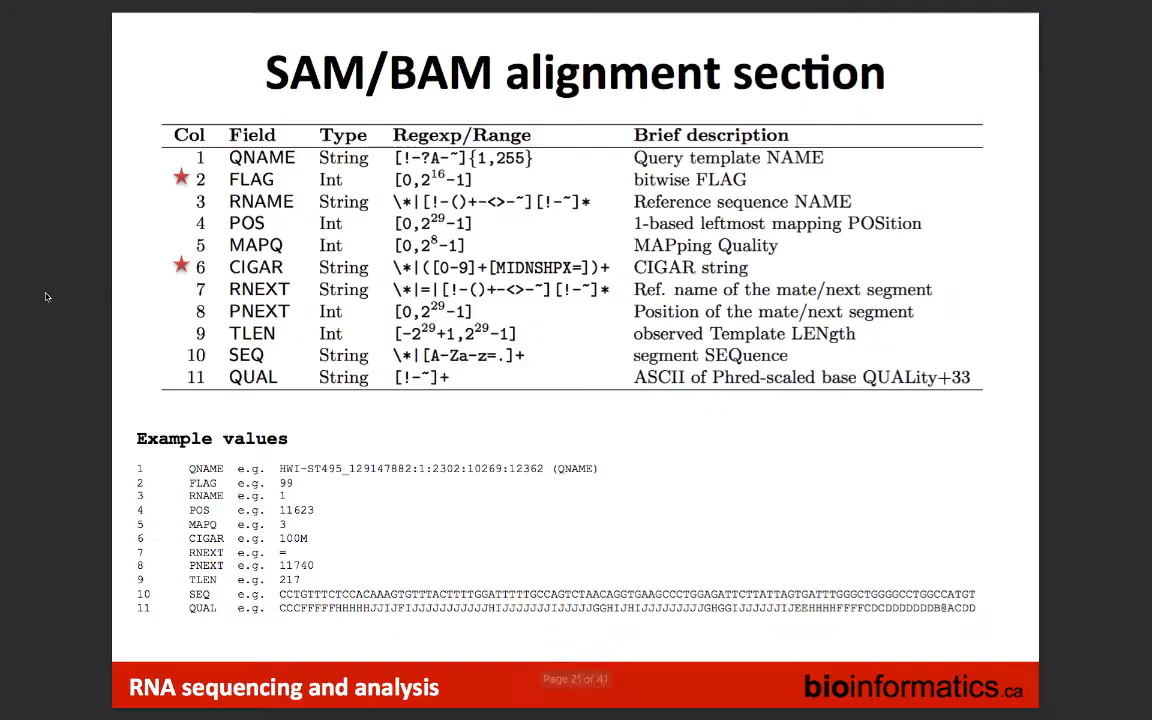 SAM/BAM alignment section
Col Field Type Regexp/Range Brief description
1 QNAME String [!-?A-~]{1,255} Query template NAME
★ 2 FLAG Int [0,2^16-1] bitwise FLAG
3 RNAME String \*|[!-()+-<>-~][!-~]* Reference sequence NAME
4 POS Int [0,2^29-1] 1-based leftmost mapping POSition
5 MAPQ Int [0,2^8-1] MAPping Quality
★ 6 CIGAR String \*|([0-9]+[MIDNSHPX=])+ CIGAR string
7 RNEXT String \*|=|[!-()+-<>-~][!-~]* Ref. name of the mate/next segment
8 PNEXT Int [0,2^29-1] Position of the mate/next segment
9 TLEN Int [-2^29+1,2^29-1] observed Template LENgth
10 SEQ String \*|[A-Za-z=.]+ segment SEQuence
11 QUAL String [!-~]+ ASCII of Phred-scaled base QUALity+33
Example values
1 QNAME e.g. HWI-ST495_129147882:1:2302:10269:12362 (QNAME)
2 FLAG e.g. 99
3 RNAME e.g. 1
4 POS e.g. 11623
5 MAPQ e.g. 3
6 CIGAR e.g. 100M
7 RNEXT e.g. =
8 PNEXT e.g. 11740
9 TLEN e.g. 217
10 SEQ e.g. CCTGTTTCTCCACAAAGTGTTTACTTTTGGATTTTTGCCAGTCTAACAGGTGAAGCCCTGGAGATTCTTATTAGTGATTTGGGCTGGGGCCTGGCCATGT
11 QUAL e.g. CCCFFFFFHHHHHJJIJFIJJJJJJJJJJJHIJJJJJJJIJJJJJGGHIJHIJJJJJJJJJGHGGIJJJJJJIJEEHHHHFFFFCDCDDDDDDDB@ACDD
RNA sequencing and analysis
Page 21 of 41
bioinformatics.ca